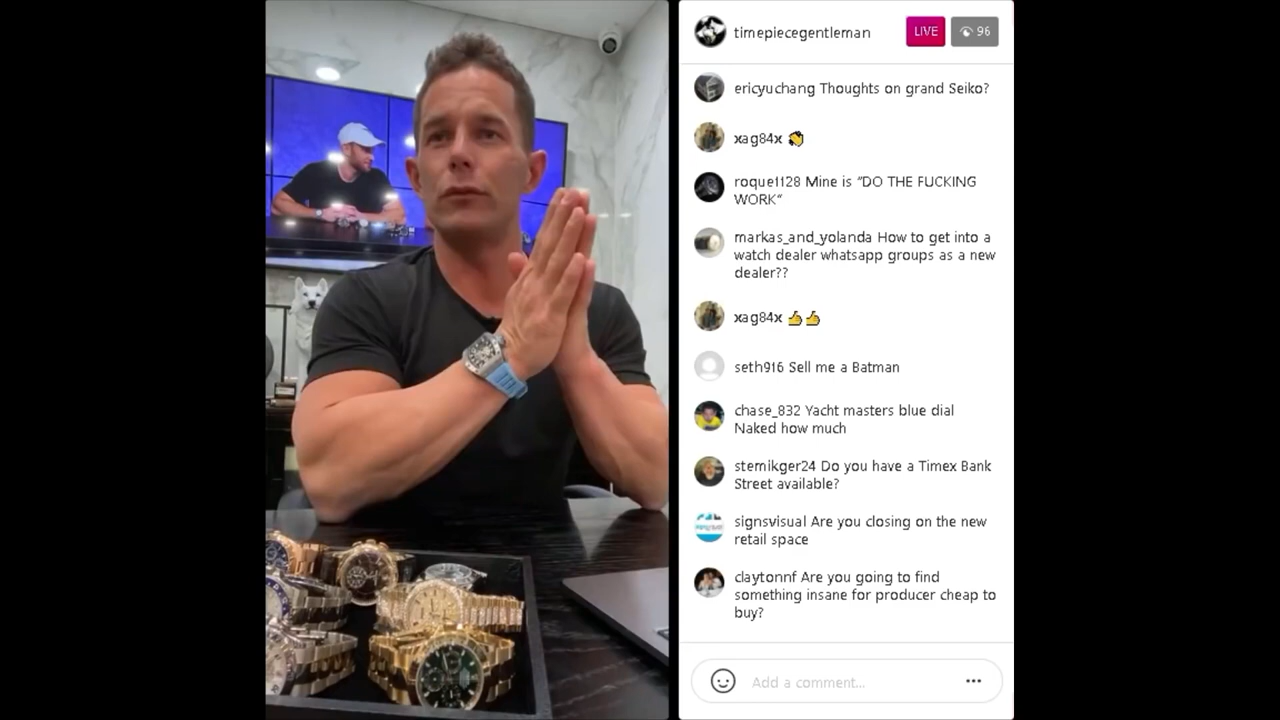 timepiecegentleman
LIVE
96
ericyuchang Thoughts on grand Seiko?
xag84x
roque1128 Mine is “DO THE FUCKING
WORK”
markas_and_yolanda How to get into a
watch dealer whatsapp groups as a new
dealer??
xag84x
seth916 Sell me a Batman
chase_832 Yacht masters blue dial
Naked how much
sternikger24 Do you have a Timex Bank
Street available?
signsvisual Are you closing on the new
retail space
claytonnf Are you going to find
something insane for producer cheap to
buy?
Add a comment...